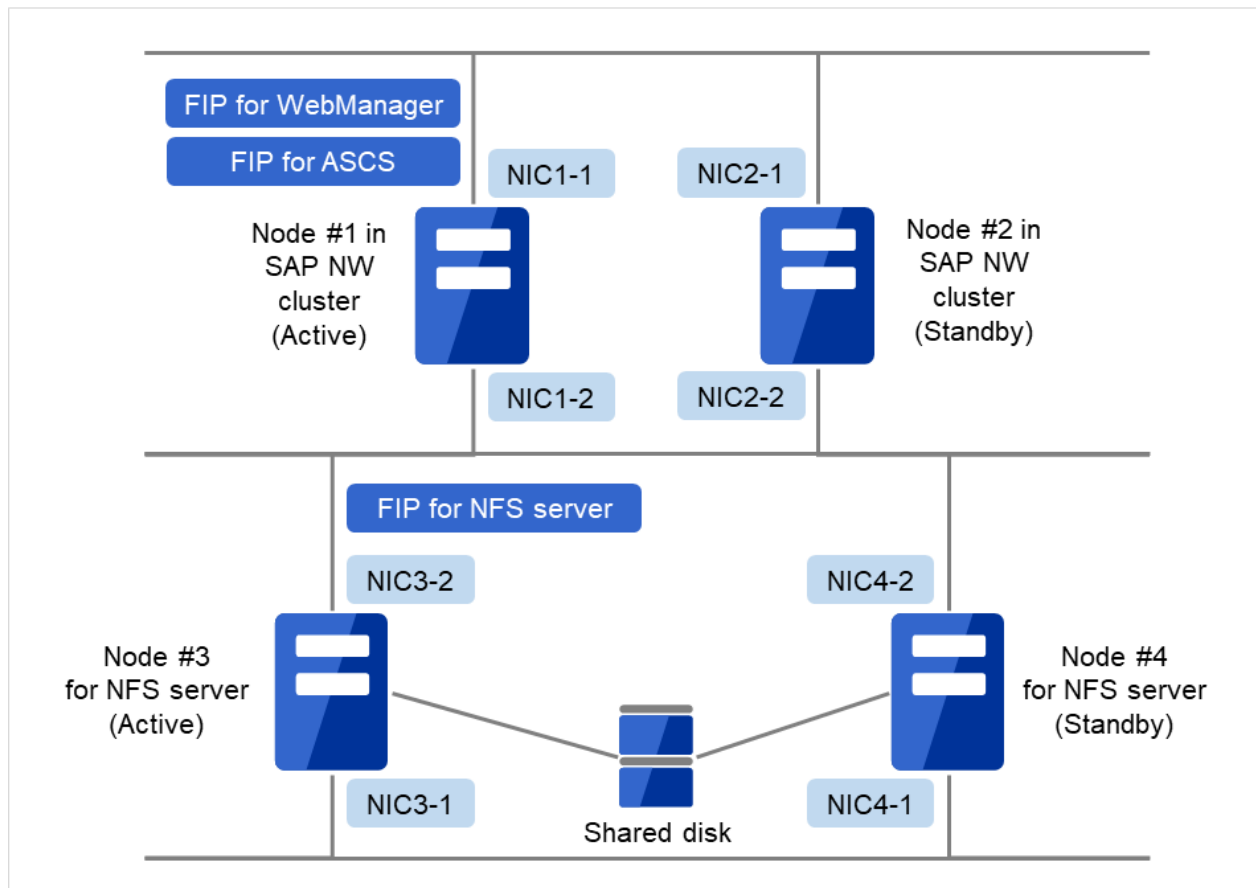 FIP for WebManager
FIP for ASCS
NIC1-1
NIC2-1
Node #1 in
SAP NW
cluster
(Active)
Node #2 in
SAP NW
cluster
(Standby)
NIC1-2
NIC2-2
FIP for NFS server
NIC3-2
NIC4-2
Node #3
for NFS server
(Active)
Node #4
for NFS server
(Standby)
NIC3-1
NIC4-1
Shared disk